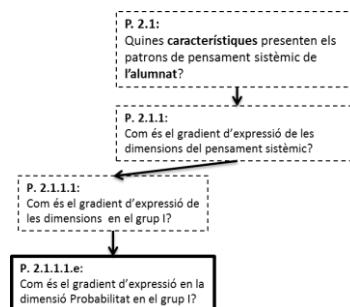 P. 2.1:
Quines característiques presenten els
patrons de pensament sistèmic de
l'alumnat?
P. 2.1.1:
Com és el gradient d'expressió de les
dimensions del pensament sistèmic?
P. 2.1.1.1:
Com és el gradient d'expressió de
les dimensions en el grup I?
P. 2.1.1.1.e:
Com és el gradient d'expressió en la
dimensió Probabilitat en el grup I?